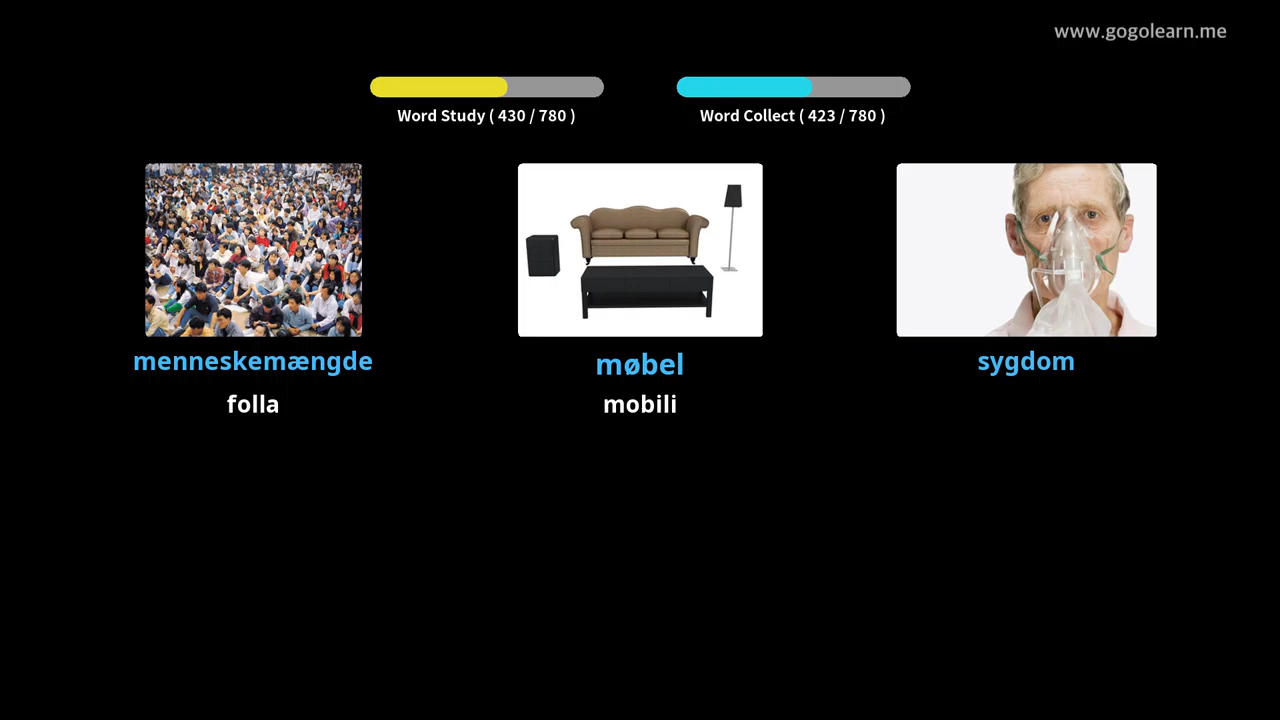 www.gogolearn.me
Word Study ( 430 / 780 )
Word Collect ( 423 / 780 )
menneskemængde
møbel
sygdom
folla
mobili